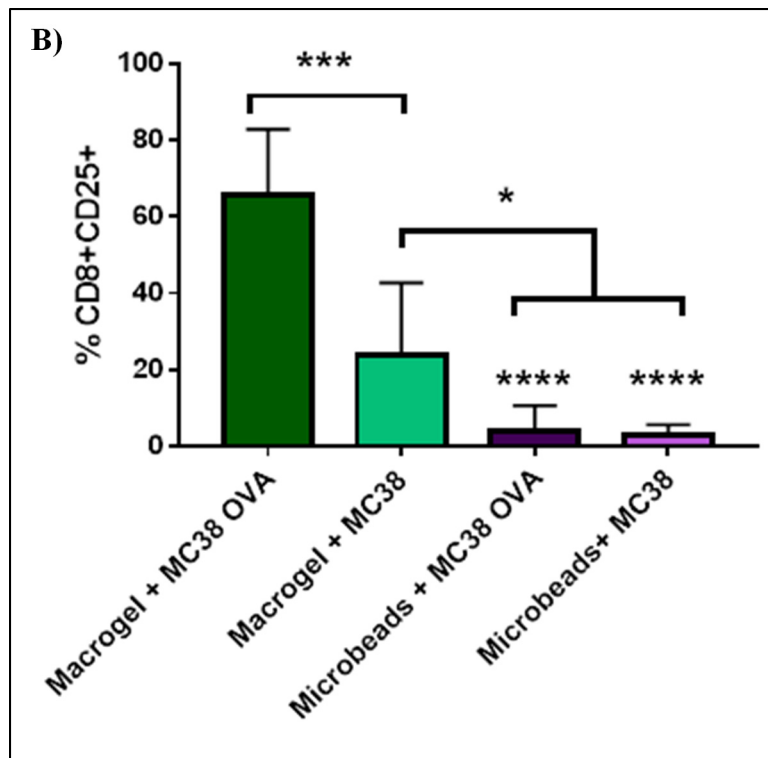 B)
% CD8+CD25+
100
80
60
40
20
0
***
*
****
****
Macrogel + MC38 OVA
Macrogel + MC38
Microbeads + MC38 OVA
Microbeads+ MC38